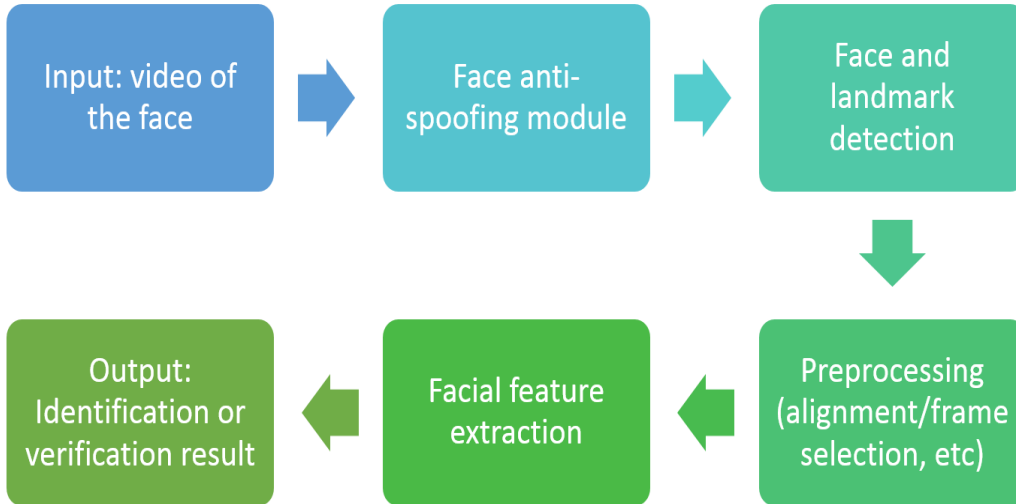 Input: video of
the face
Face anti-
spoofing module
Face and
landmark
detection
Preprocessing
(alignment/frame
selection, etc)
Facial feature
extraction
Output:
Identification or
verification result